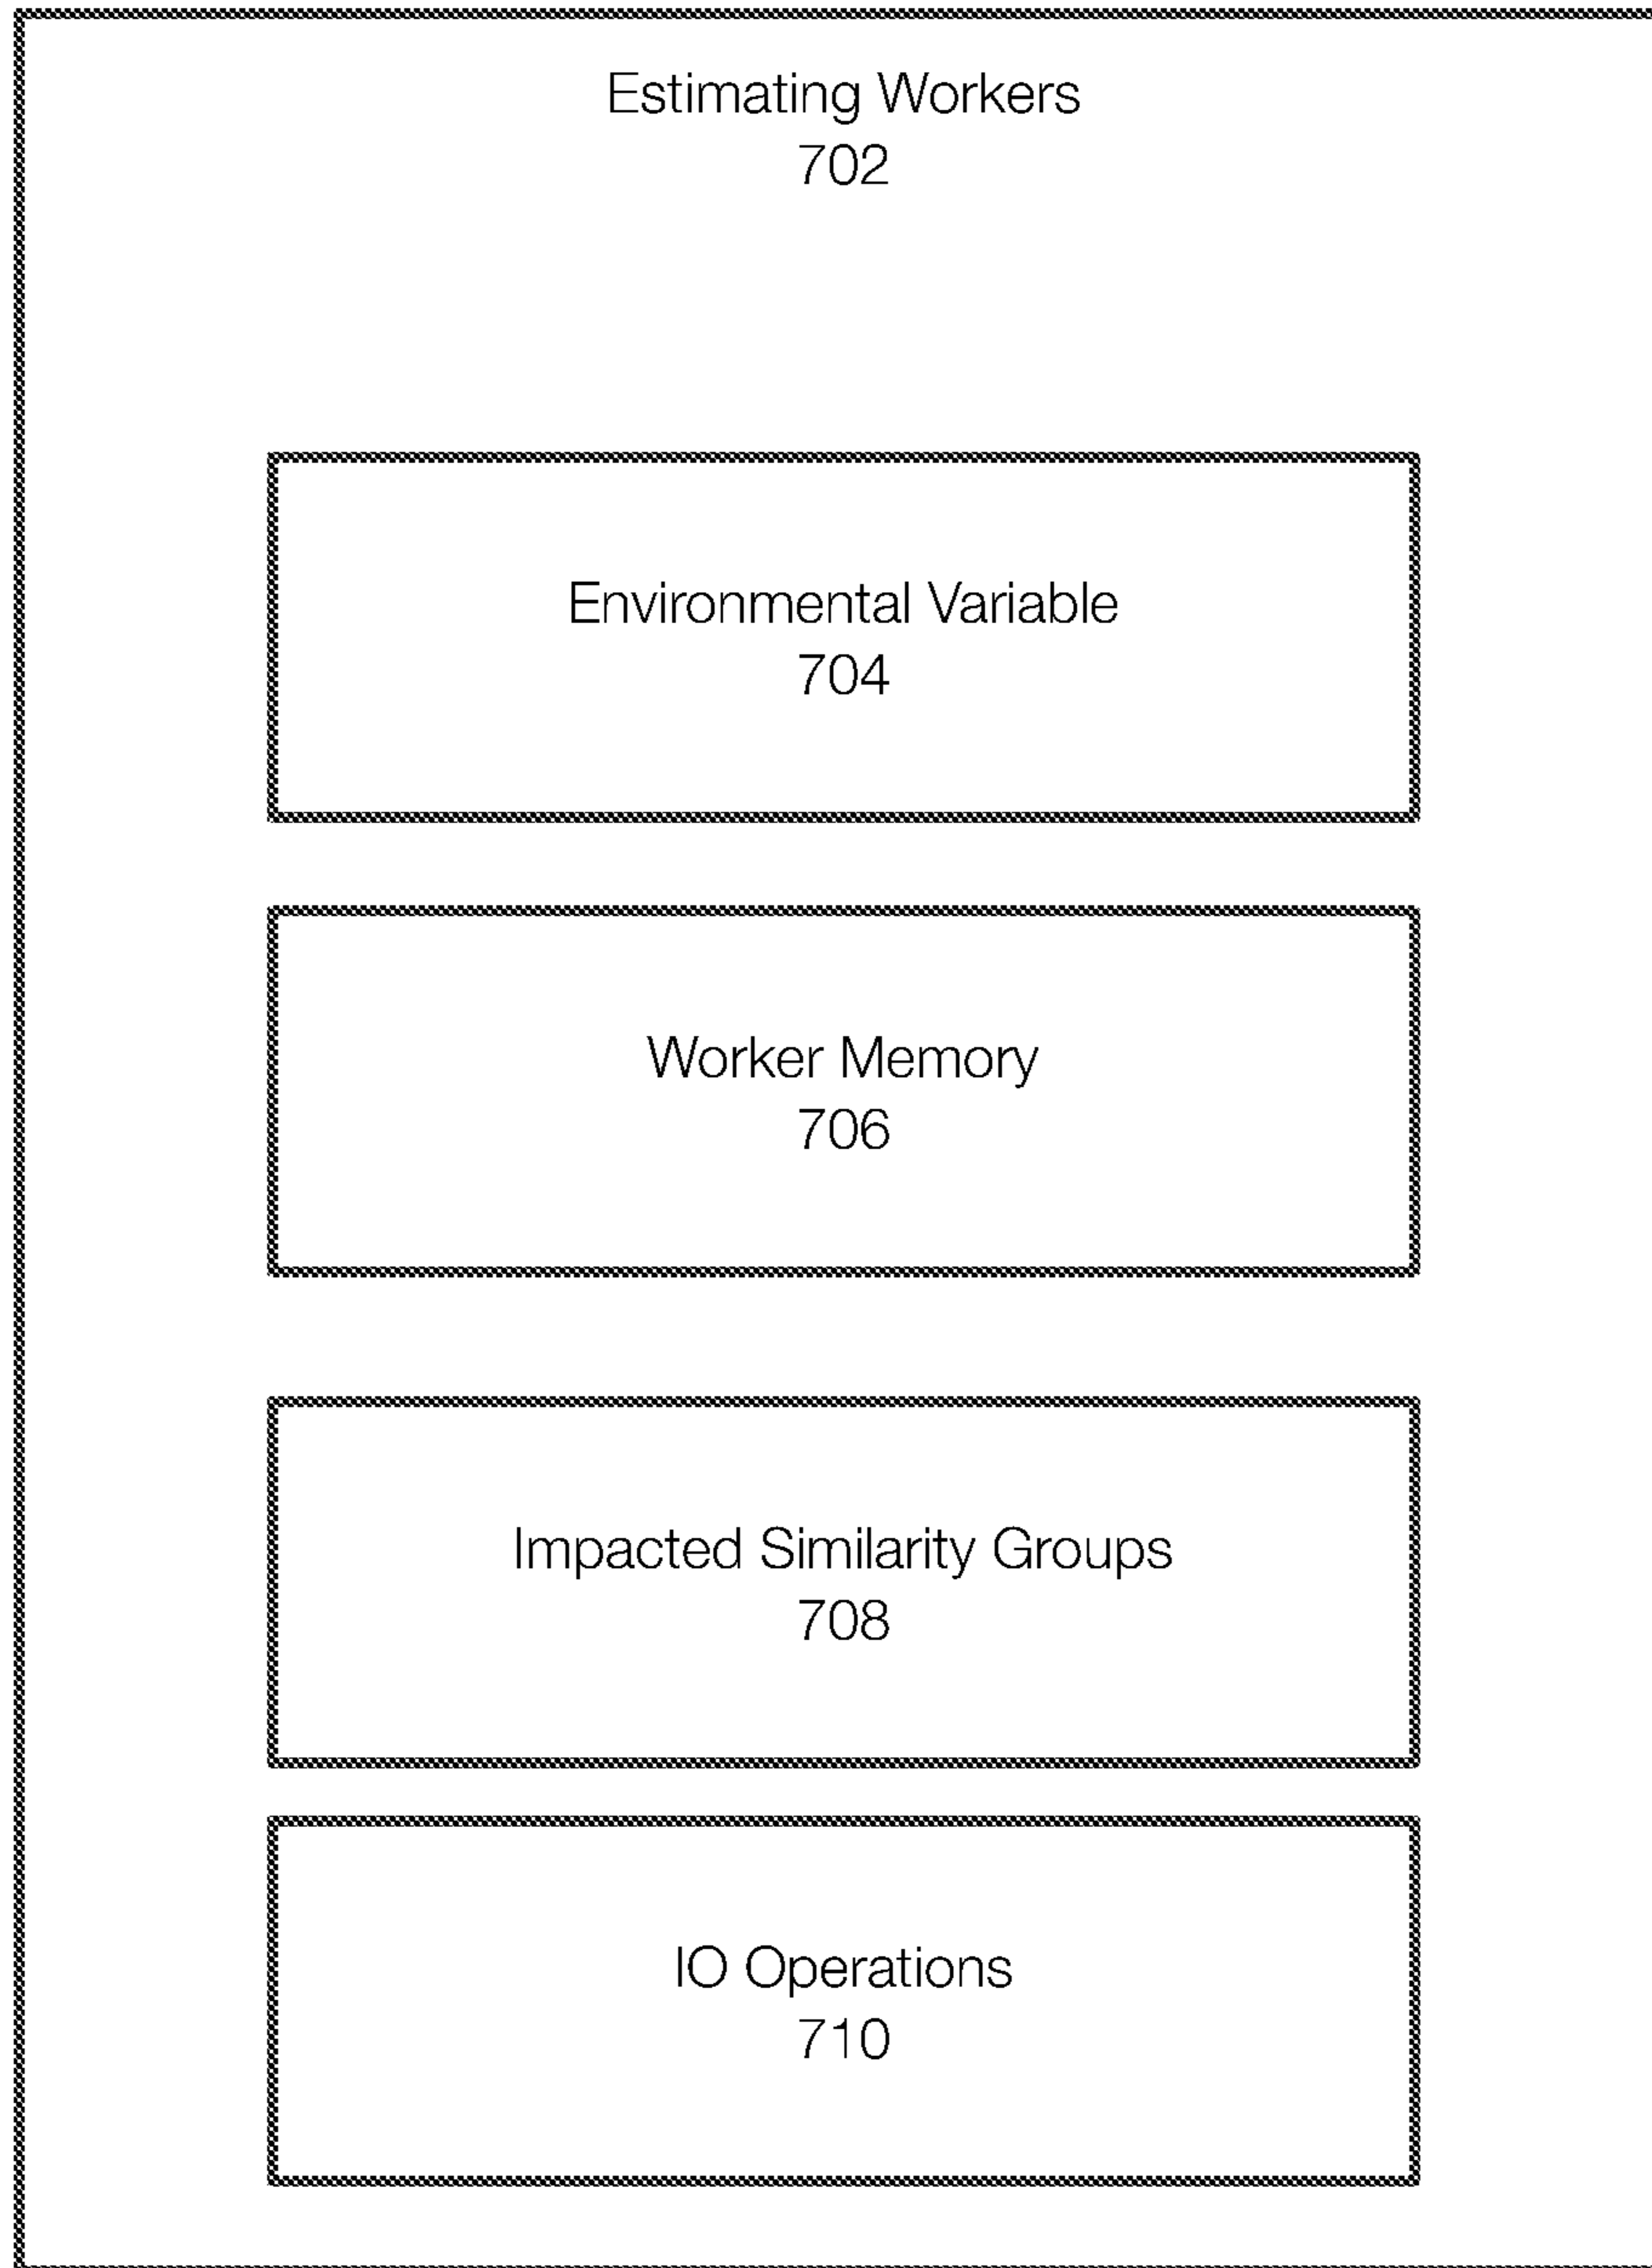 Estimating Workers
702
Environmental Variable
704
Worker Memory
706
Impacted Similarity Groups
708
IO Operations
710